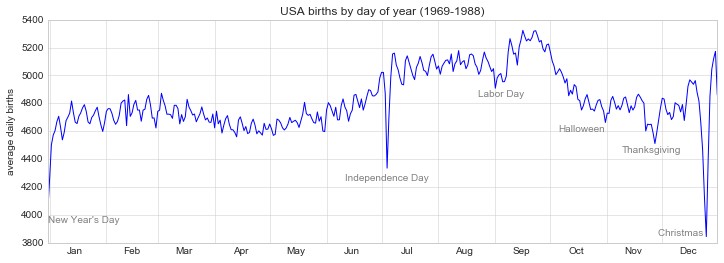 USA births by day of year (1969-1988)
average daily births
5400
5200
5000
4800
4600
4400
4200
4000
3800
New Year's Day
Independence Day
Labor Day
Halloween
Thanksgiving
Christmas
Jan Feb Mar Apr May Jun Jul Aug Sep Oct Nov Dec